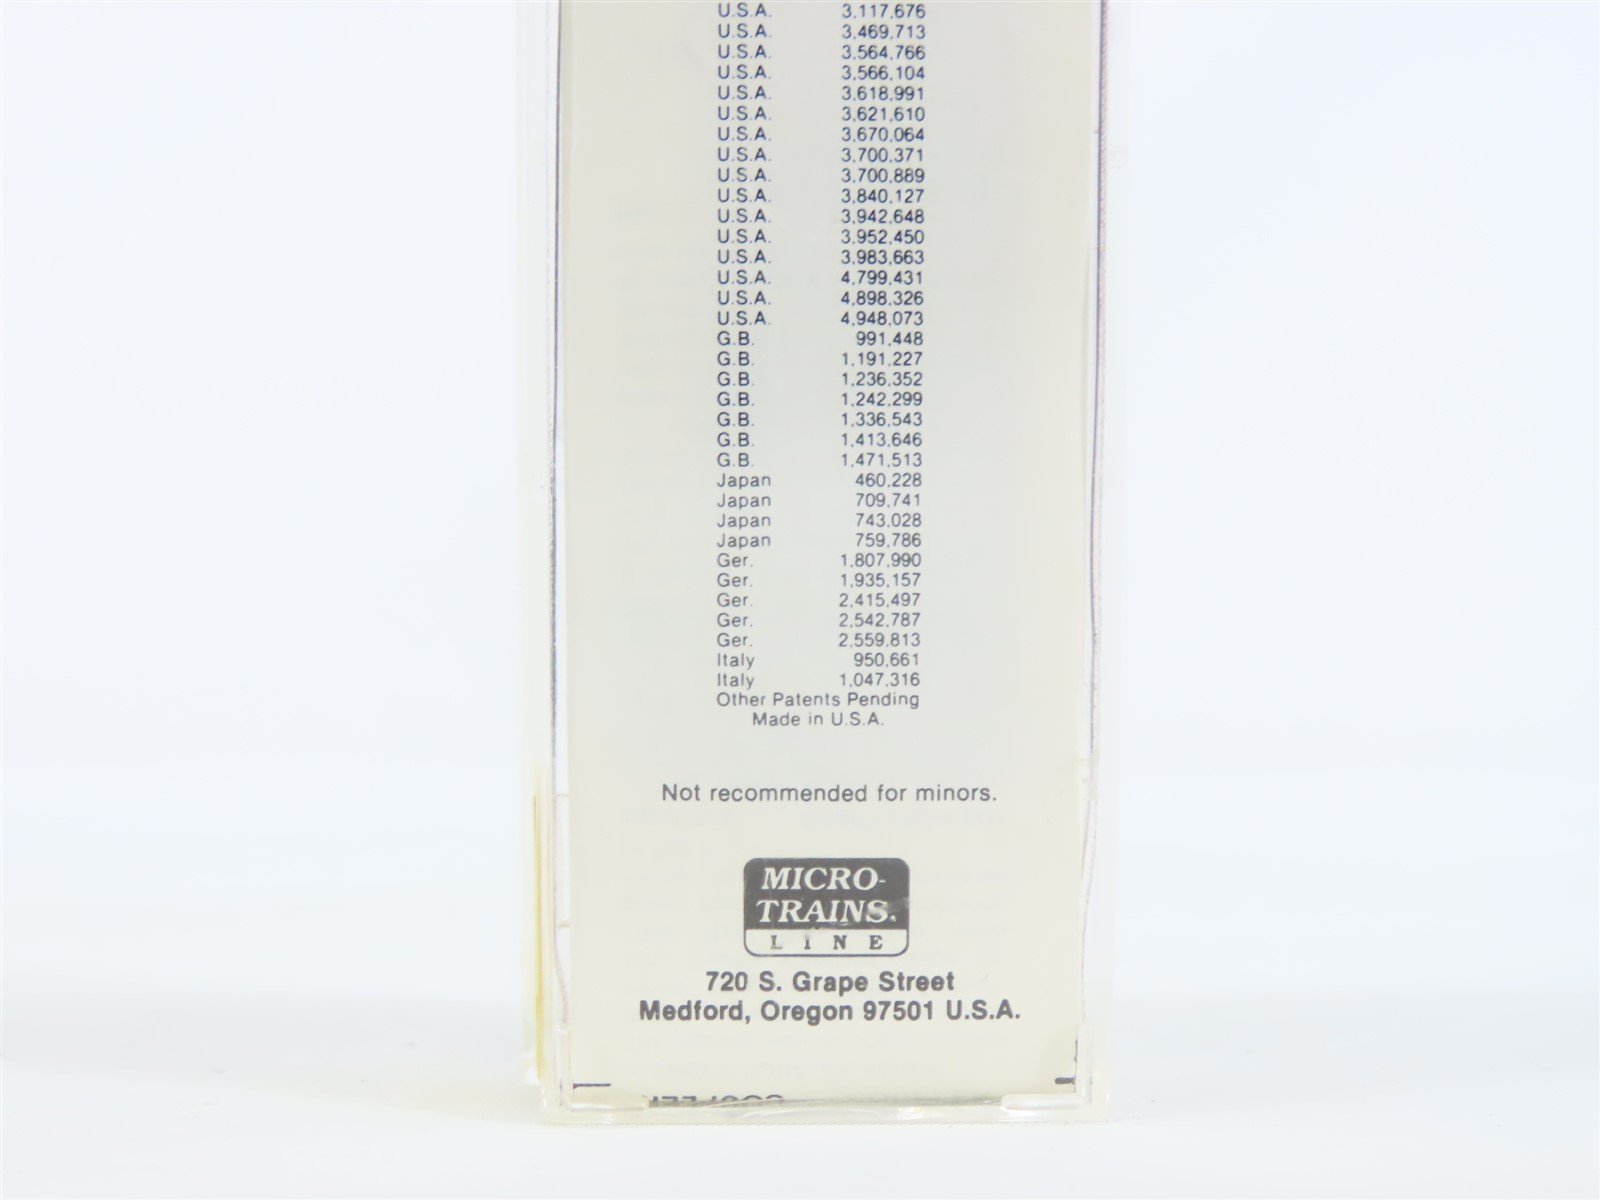 U.S.A. 3,117,676
U.S.A. 3,469,713
U.S.A. 3,564,766
U.S.A. 3,566,104
U.S.A. 3,618,991
U.S.A. 3,621,610
U.S.A. 3,670,064
U.S.A. 3,700,371
U.S.A. 3,700,889
U.S.A. 3,840,127
U.S.A. 3,942,648
U.S.A. 3,952,450
U.S.A. 3,983,663
U.S.A. 4,799,431
U.S.A. 4,898,326
U.S.A. 4,948,073
G.B. 991,448
G.B. 1,191,227
G.B. 1,236,352
G.B. 1,242,299
G.B. 1,336,543
G.B. 1,413,646
G.B. 1,471,513
Japan 460,228
Japan 709,741
Japan 743,028
Japan 759,786
Ger. 1,807,990
Ger. 1,935,157
Ger. 2,415,497
Ger. 2,542,787
Ger. 2,559,813
Italy 950,661
Italy 1,047,316
Other Patents Pending
Made in U.S.A.
Not recommended for minors.
MICRO-
TRAINS®
LINE
720 S. Grape Street
Medford, Oregon 97501 U.S.A.